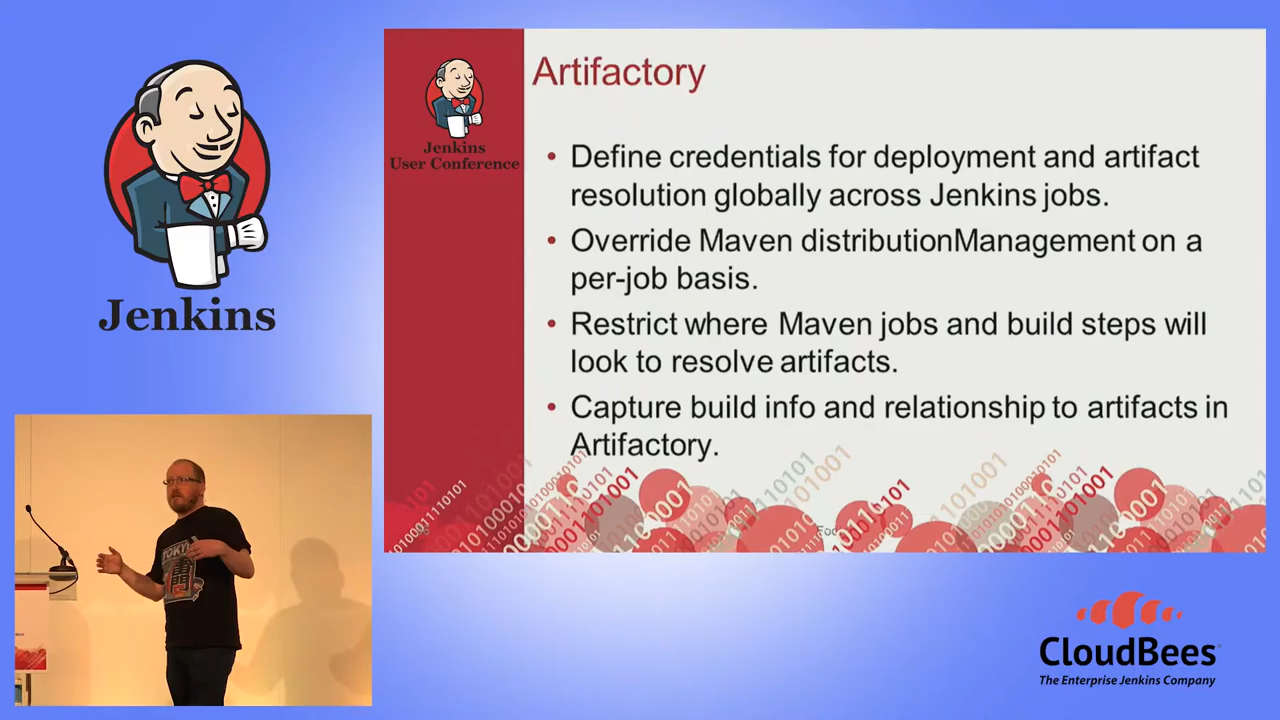 Artifactory
Jenkins
User Conference
• Define credentials for deployment and artifact
resolution globally across Jenkins jobs.
• Override Maven distributionManagement on a
per-job basis.
• Restrict where Maven jobs and build steps will
look to resolve artifacts.
• Capture build info and relationship to artifacts in
Artifactory.
Jenkins
TOKYO
CloudBees
The Enterprise Jenkins Company